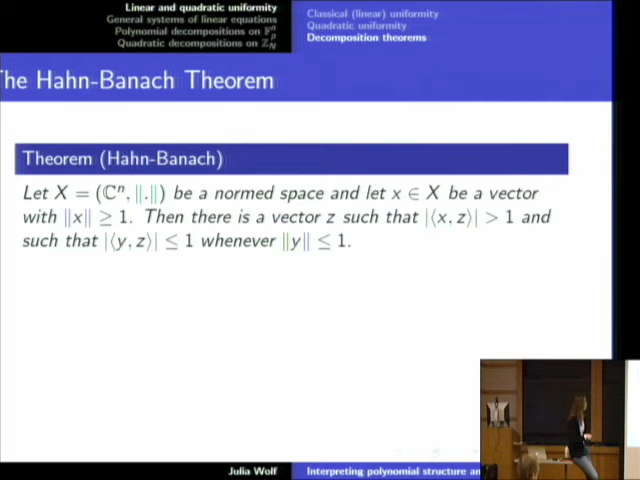 Linear and quadratic uniformity
General systems of linear equations
Polynomial decompositions on 𝔽ⁿₚ
Quadratic decompositions on ℤ_N
Classical (linear) uniformity
Quadratic uniformity
Decomposition theorems
he Hahn-Banach Theorem
Theorem (Hahn-Banach)
Let X = (ℂⁿ, ||.||) be a normed space and let x ∈ X be a vector
with ||x|| ≥ 1. Then there is a vector z such that |⟨x, z⟩| > 1 and
such that |⟨y, z⟩| ≤ 1 whenever ||y|| ≤ 1.
Julia Wolf
Interpreting polynomial structure an